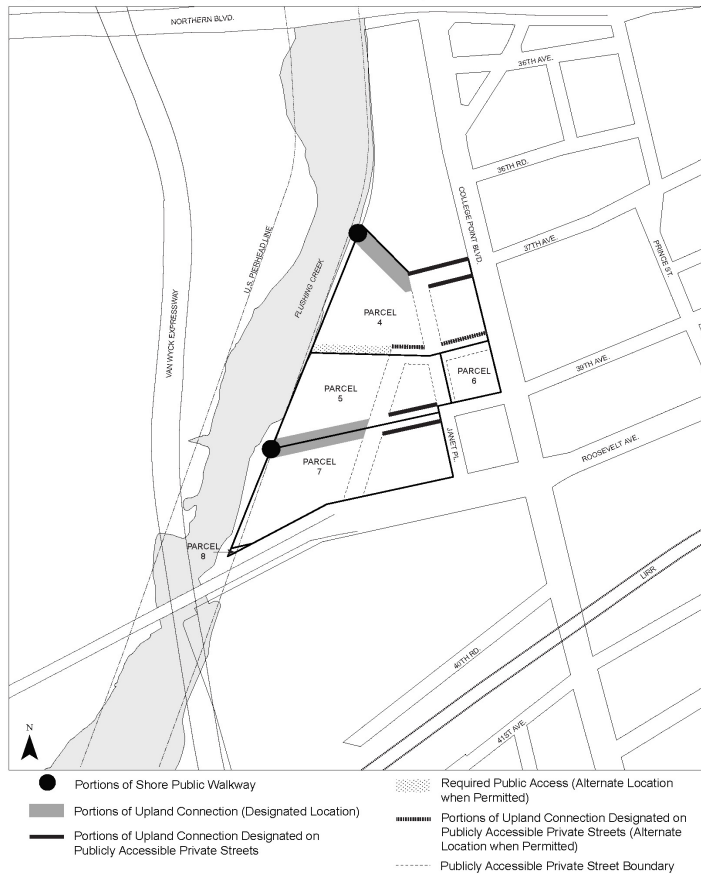 NORTHERN BLVD.
36TH AVE.
36TH RD.
COLLEGE POINT BLVD.
37TH AVE.
PRINCE ST.
U.S. PIERHEAD LINE
FLUSHING CREEK
VAN WYCK EXPRESSWAY
PARCEL
4
39TH AVE.
PARCEL
6
PARCEL
5
JANET PL.
ROOSEVELT AVE.
PARCEL
7
PARCEL
8
LIRR
40TH RD.
41ST AVE.
N
Portions of Shore Public Walkway
Portions of Upland Connection (Designated Location)
Portions of Upland Connection Designated on
Publicly Accessible Private Streets
Required Public Access (Alternate Location
when Permitted)
Portions of Upland Connection Designated on
Publicly Accessible Private Streets (Alternate
Location when Permitted)
Publicly Accessible Private Street Boundary